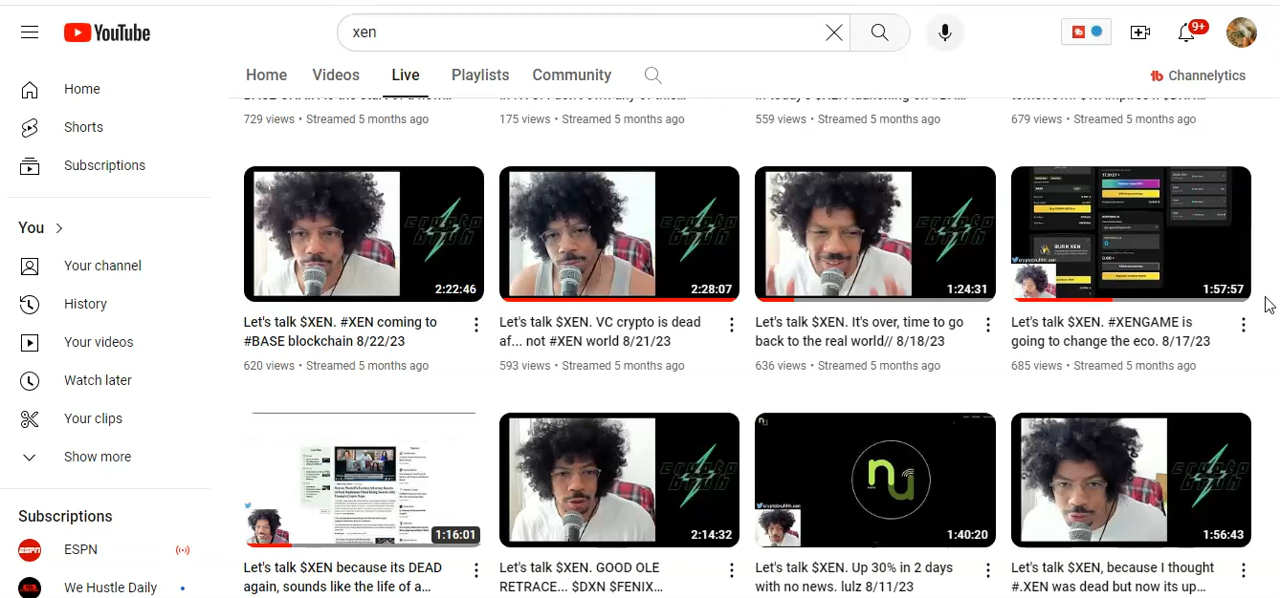 YouTube
xen
9+
Home Videos Live Playlists Community
Channelytics
Home
Shorts
Subscriptions
You
Your channel
History
Your videos
Watch later
Your clips
Show more
Subscriptions
ESPN
We Hustle Daily
729 views • Streamed 5 months ago
175 views • Streamed 5 months ago
559 views • Streamed 5 months ago
679 views • Streamed 5 months ago
2:22:46
Let's talk $XEN. #XEN coming to
#BASE blockchain 8/22/23
620 views • Streamed 5 months ago
2:28:07
Let's talk $XEN. VC crypto is dead
af... not #XEN world 8/21/23
593 views • Streamed 5 months ago
1:24:31
Let's talk $XEN. It's over, time to go
back to the real world// 8/18/23
636 views • Streamed 5 months ago
BURN XEN
1:57:57
Let's talk $XEN. #XENGAME is
going to change the eco. 8/17/23
685 views • Streamed 5 months ago
1:16:01
Let's talk $XEN because its DEAD
again, sounds like the life of a...
2:14:32
Let's talk $XEN. GOOD OLE
RETRACE... $DXN $FENIX...
1:40:20
Let's talk $XEN. Up 30% in 2 days
with no news. lulz 8/11/23
1:56:43
Let's talk $XEN, because I thought
#.XEN was dead but now its up...